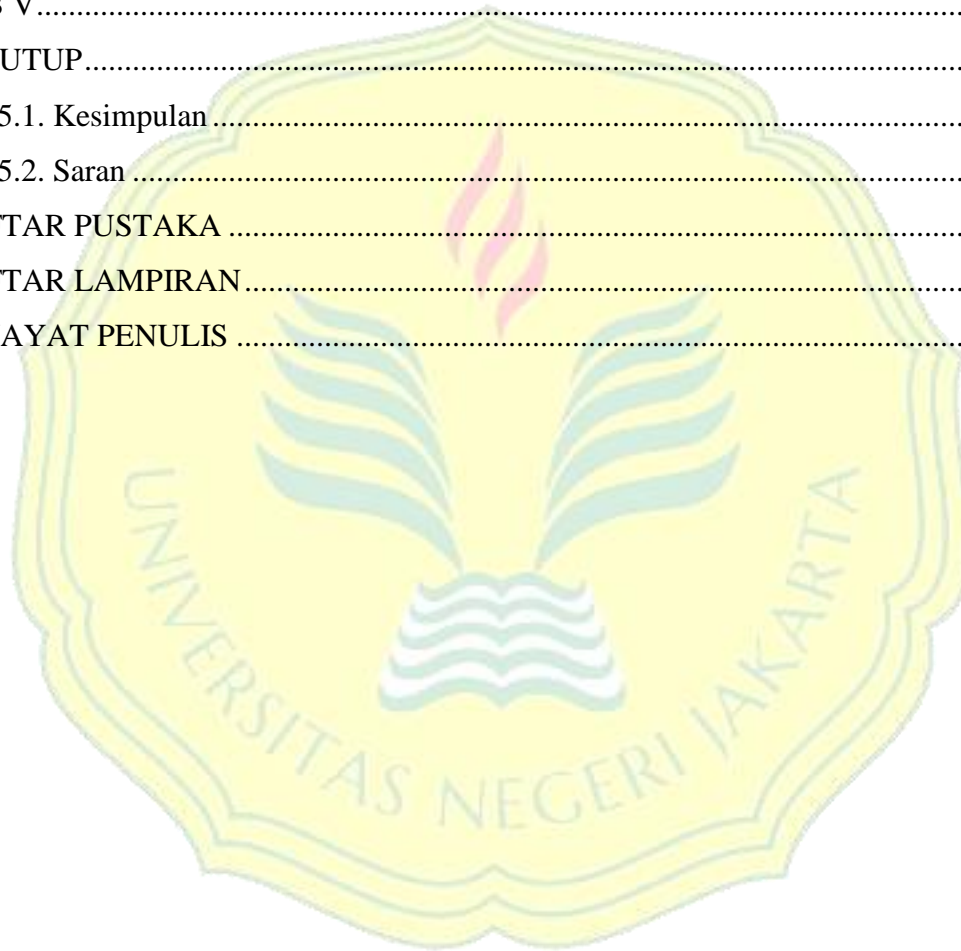 V
UTUP
5.1. Kesimpulan
5.2. Saran
TAR PUSTAKA
TAR LAMPIRAN
AYAT PENULIS
UNIVERSITAS NEGERI JAKARTA